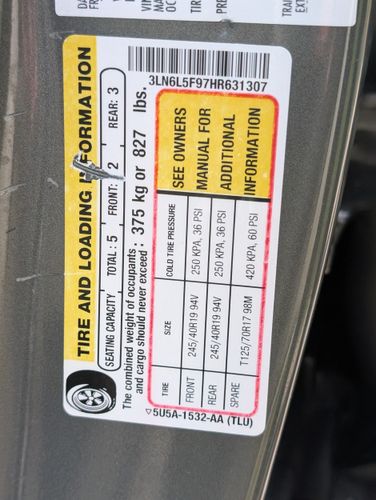 TIRE AND LOADING INFORMATION
SEATING CAPACITY TOTAL : 5 FRONT: 2 REAR: 3
The combined weight of occupants
and cargo should never exceed : 375 kg or 827 lbs.
TIRE SIZE COLD TIRE PRESSURE
FRONT 245/40R19 94V 250 KPA, 36 PSI
REAR 245/40R19 94V 250 KPA, 36 PSI
SPARE T125/70R17 98M 420 KPA, 60 PSI
SEE OWNERS
MANUAL FOR
ADDITIONAL
INFORMATION
▽5U5A-1532-AA (TLU)
3LN6L5F97HR631307